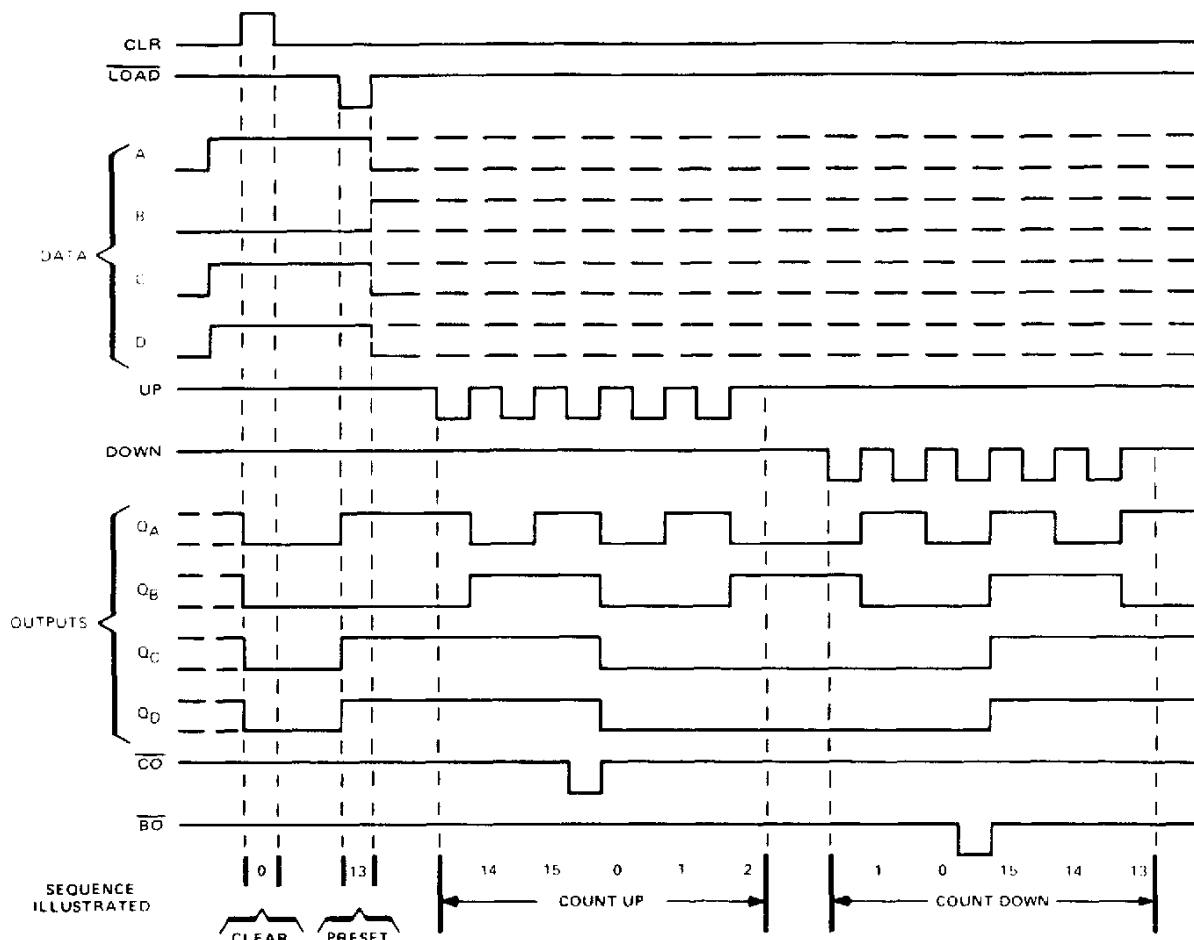 CLR
LOAD
A
B
DATA
C
D
UP
DOWN
QA
QB
OUTPUTS
QC
QD
CO
BO
SEQUENCE
ILLUSTRATED
0 13 14 15 0 1 2 1 0 15 14 13
COUNT UP COUNT DOWN
CLEAR PRESET